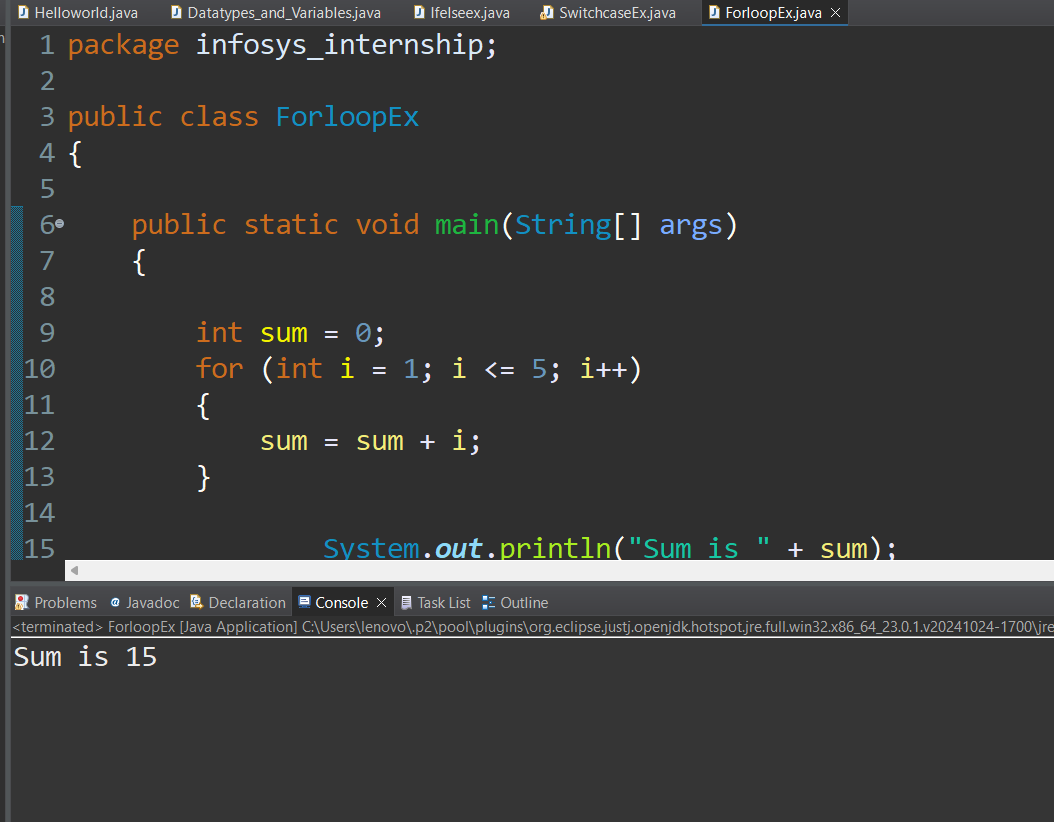 Helloworld.java Datatypes_and_Variables.java Ifelseex.java SwitchcaseEx.java ForloopEx.java
1 package infosys_internship;
2
3 public class ForloopEx
4 {
5
6 public static void main(String[] args)
7 {
8
9 int sum = 0;
10 for (int i = 1; i <= 5; i++)
11 {
12 sum = sum + i;
13 }
14
15 System.out.println("Sum is " + sum);
Problems Javadoc Declaration Console Task List Outline
<terminated> ForloopEx [Java Application] C:\Users\lenovo\.p2\pool\plugins\org.eclipse.justj.openjdk.hotspot.jre.full.win32.x86_64_23.0.1.v20241024-1700\jre
Sum is 15